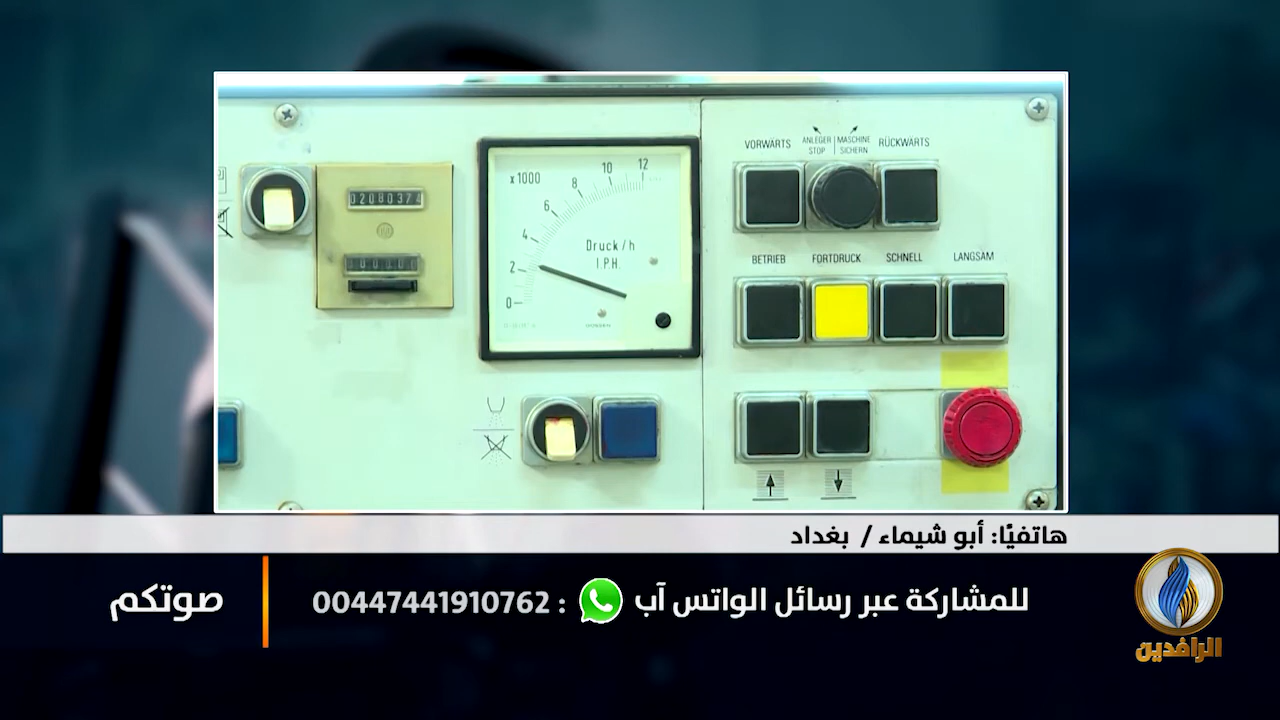 VORWÄRTS
ANLEGER STOP
MASCHINE SICHERN
RÜCKWÄRTS
02080374
x1000
0 2 4 6 8 10 12
Druck/h
I.P.H.
BETRIEB FORTDRUCK SCHNELL LANGSAM
هاتفيًا: أبو شيماء / بغداد
للمشاركة عبر رسائل الواتس آب : 00447441910762
صوتكم
الرافدين